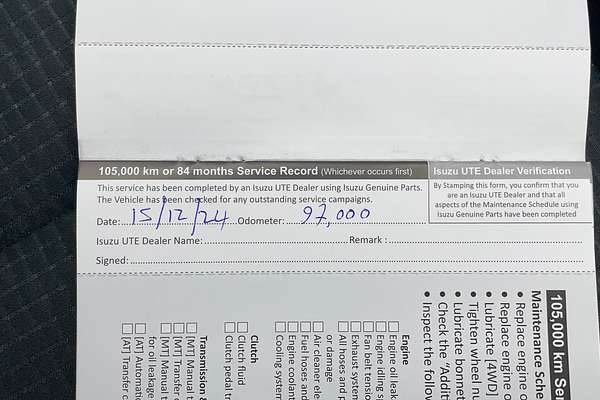 105,000 km or 84 months Service Record (Whichever occurs first)
Isuzu UTE Dealer Verification
This service has been completed by an Isuzu UTE Dealer using Isuzu Genuine Parts.
The Vehicle has been checked for any outstanding service campaigns.
By Stamping this form, you confirm that you
are an Isuzu UTE Dealer and that all
aspects of the Maintenance Schedule using
Isuzu Genuine Parts have been completed
Date: 15/12/24 Odometer: 97,000
Isuzu UTE Dealer Name: Remark :
Signed:
105,000 km Se
Maintenance Sche
• Replace engine o
• Replace engine o
• Lubricate [4WD]
• Tighten wheel nu
• Lubricate bonnet
• Check the "Additi
• Inspect the follow
Engine
Engine oil leak
Engine idling s
Fan belt tension
Exhaust system
All hoses and p
or damage
Air cleaner ele
Fuel hoses and
Engine coolant
Cooling system
Clutch
Clutch fluid
Clutch pedal tr
Transmission
[MT] Manual t
[MT] Transfer c
[MT] Manual t
for oil leakage
[AT] Automati
[AT] Transfer c